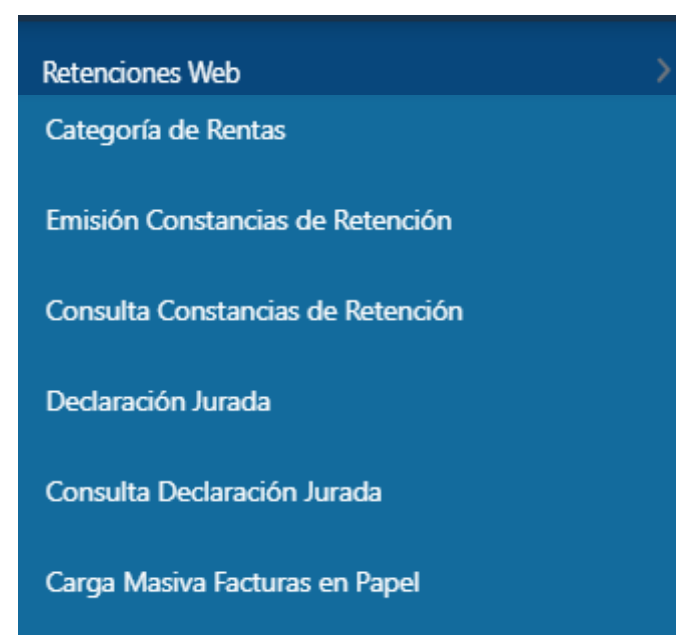 Retenciones Web
Categoría de Rentas
Emisión Constancias de Retención
Consulta Constancias de Retención
Declaración Jurada
Consulta Declaración Jurada
Carga Masiva Facturas en Papel